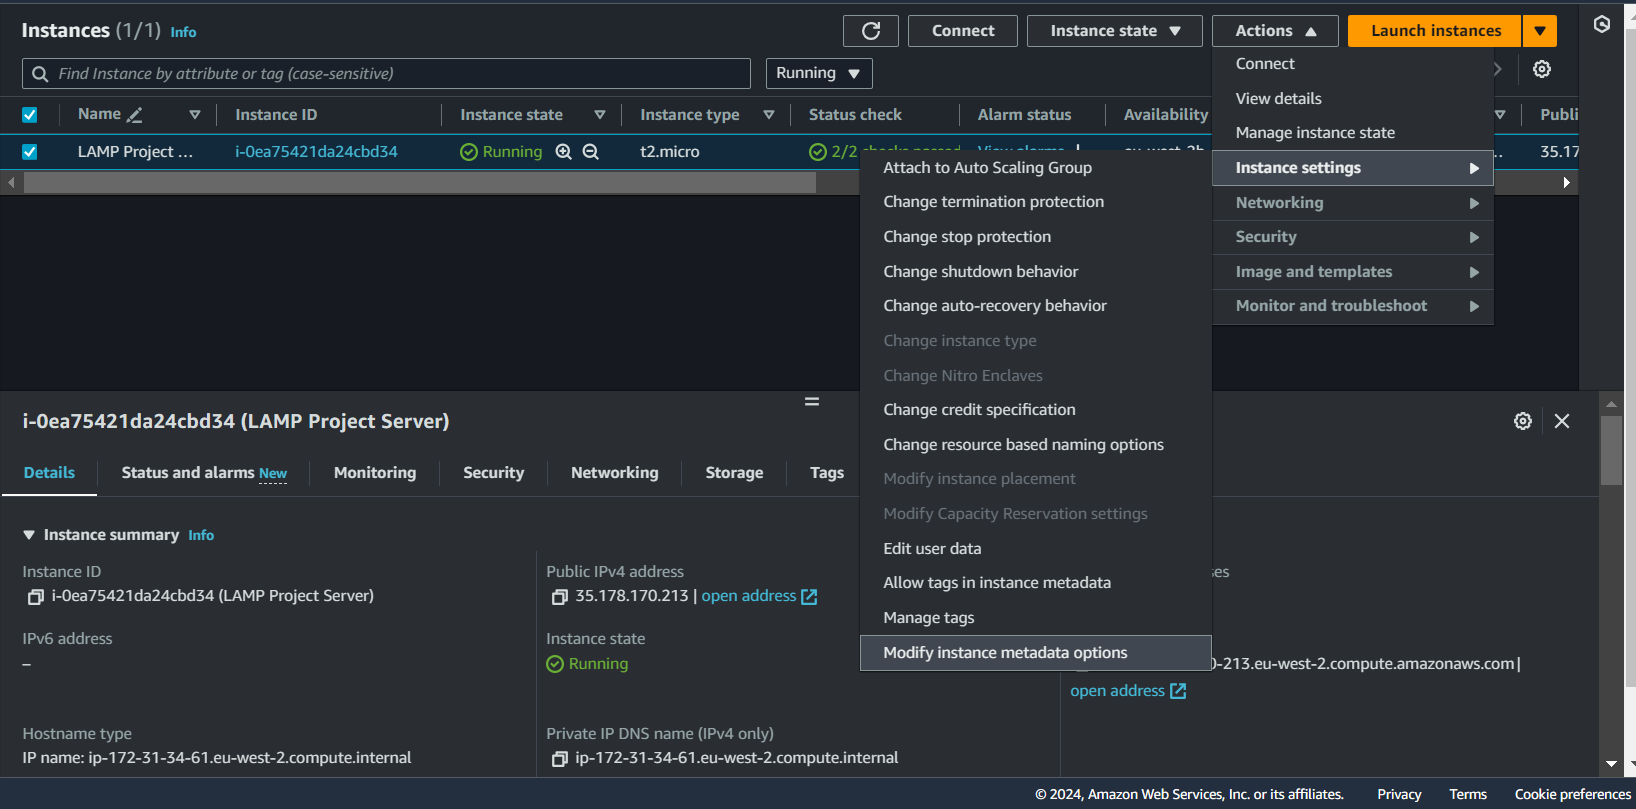 Instances (1/1) Info
Connect Instance state Actions Launch instances
Find Instance by attribute or tag (case-sensitive) Running
Name Instance ID Instance state Instance type Status check Alarm status Availability Publi
LAMP Project ... i-0ea75421da24cbd34 Running t2.micro 2/2 checks passed View alarms eu-west-2b 35.17
Connect
View details
Manage instance state
Instance settings
Networking
Security
Image and templates
Monitor and troubleshoot
Attach to Auto Scaling Group
Change termination protection
Change stop protection
Change shutdown behavior
Change auto-recovery behavior
Change instance type
Change Nitro Enclaves
Change credit specification
Change resource based naming options
Modify instance placement
Modify Capacity Reservation settings
Edit user data
Allow tags in instance metadata
Manage tags
Modify instance metadata options
i-0ea75421da24cbd34 (LAMP Project Server)
Details Status and alarms New Monitoring Security Networking Storage Tags
Instance summary Info
Instance ID
i-0ea75421da24cbd34 (LAMP Project Server)
Public IPv4 address
35.178.170.213 | open address
IPv6 address
–
Instance state
Running
0-213.eu-west-2.compute.amazonaws.com |
open address
Hostname type
IP name: ip-172-31-34-61.eu-west-2.compute.internal
Private IP DNS name (IPv4 only)
ip-172-31-34-61.eu-west-2.compute.internal
© 2024, Amazon Web Services, Inc. or its affiliates. Privacy Terms Cookie preferences